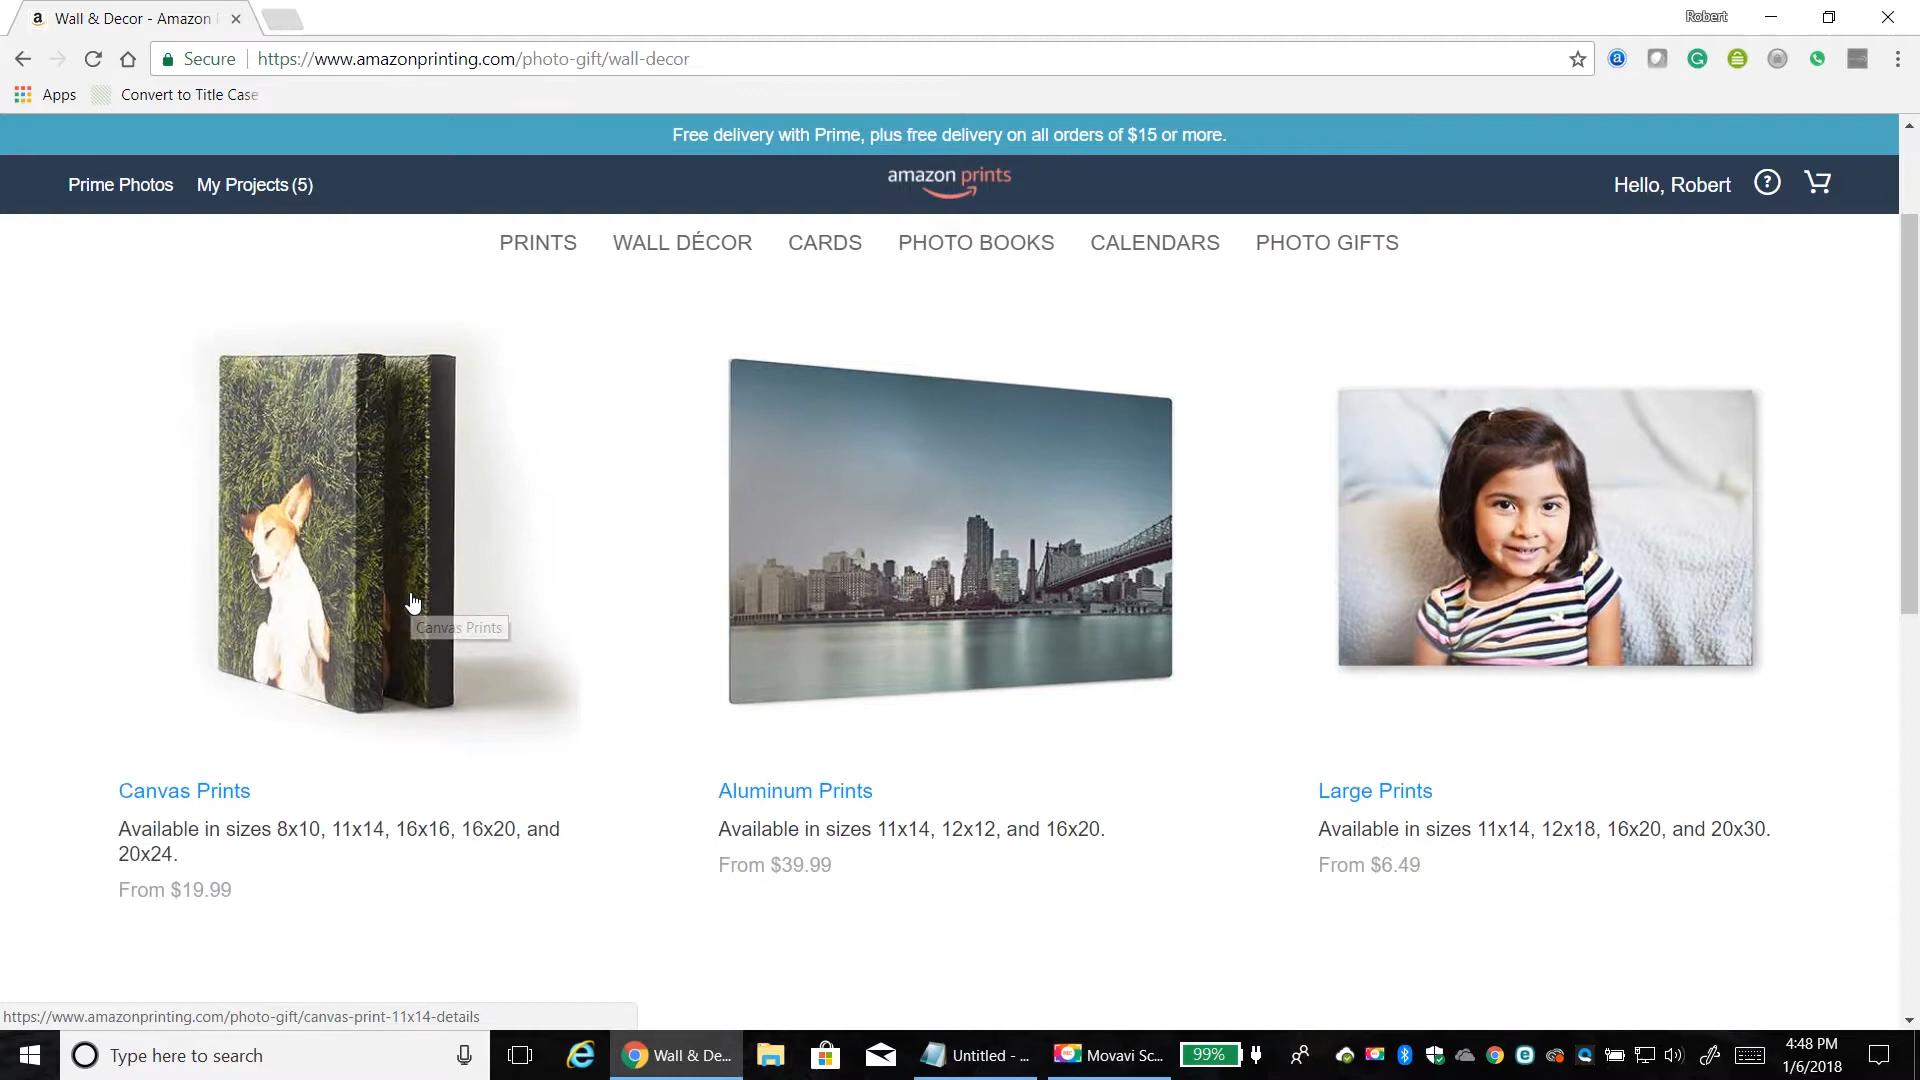 Wall & Decor - Amazon
Robert
Secure https://www.amazonprinting.com/photo-gift/wall-decor
Apps Convert to Title Case
Free delivery with Prime, plus free delivery on all orders of $15 or more.
Prime Photos My Projects (5) amazon prints Hello, Robert
PRINTS WALL DÉCOR CARDS PHOTO BOOKS CALENDARS PHOTO GIFTS
Canvas Prints
Canvas Prints Aluminum Prints Large Prints
Available in sizes 8x10, 11x14, 16x16, 16x20, and Available in sizes 11x14, 12x12, and 16x20. Available in sizes 11x14, 12x18, 16x20, and 20x30.
20x24.
From $39.99 From $6.49
From $19.99
https://www.amazonprinting.com/photo-gift/canvas-print-11x14-details
Type here to search Wall & De... Untitled - ... Movavi Sc... 99% 4:48 PM
1/6/2018